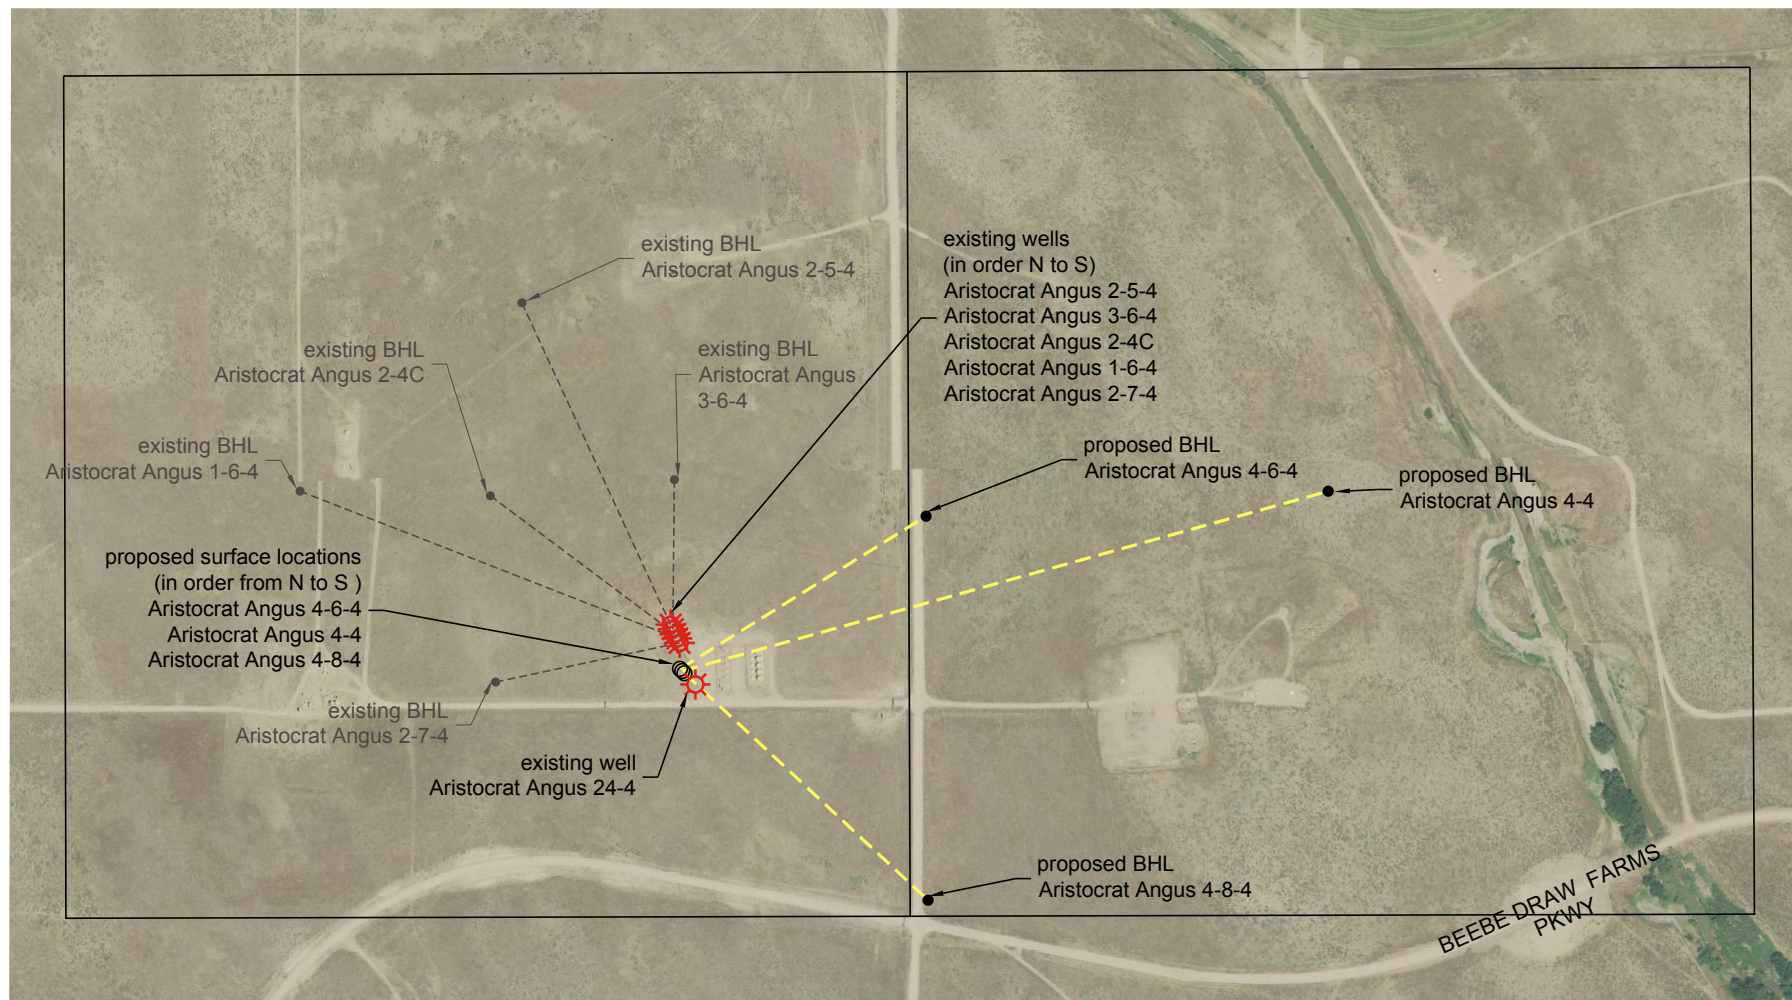 existing BHL
Aristocrat Angus 2-5-4
existing wells
(in order N to S)
Aristocrat Angus 2-5-4
Aristocrat Angus 3-6-4
Aristocrat Angus 2-4C
Aristocrat Angus 1-6-4
Aristocrat Angus 2-7-4
existing BHL
Aristocrat Angus 2-4C
existing BHL
Aristocrat Angus
3-6-4
existing BHL
Aristocrat Angus 1-6-4
proposed BHL
Aristocrat Angus 4-6-4
proposed BHL
Aristocrat Angus 4-4
proposed surface locations
(in order from N to S )
Aristocrat Angus 4-6-4
Aristocrat Angus 4-4
Aristocrat Angus 4-8-4
existing BHL
Aristocrat Angus 2-7-4
existing well
Aristocrat Angus 24-4
proposed BHL
Aristocrat Angus 4-8-4
BEEBE DRAW FARMS
PKWY